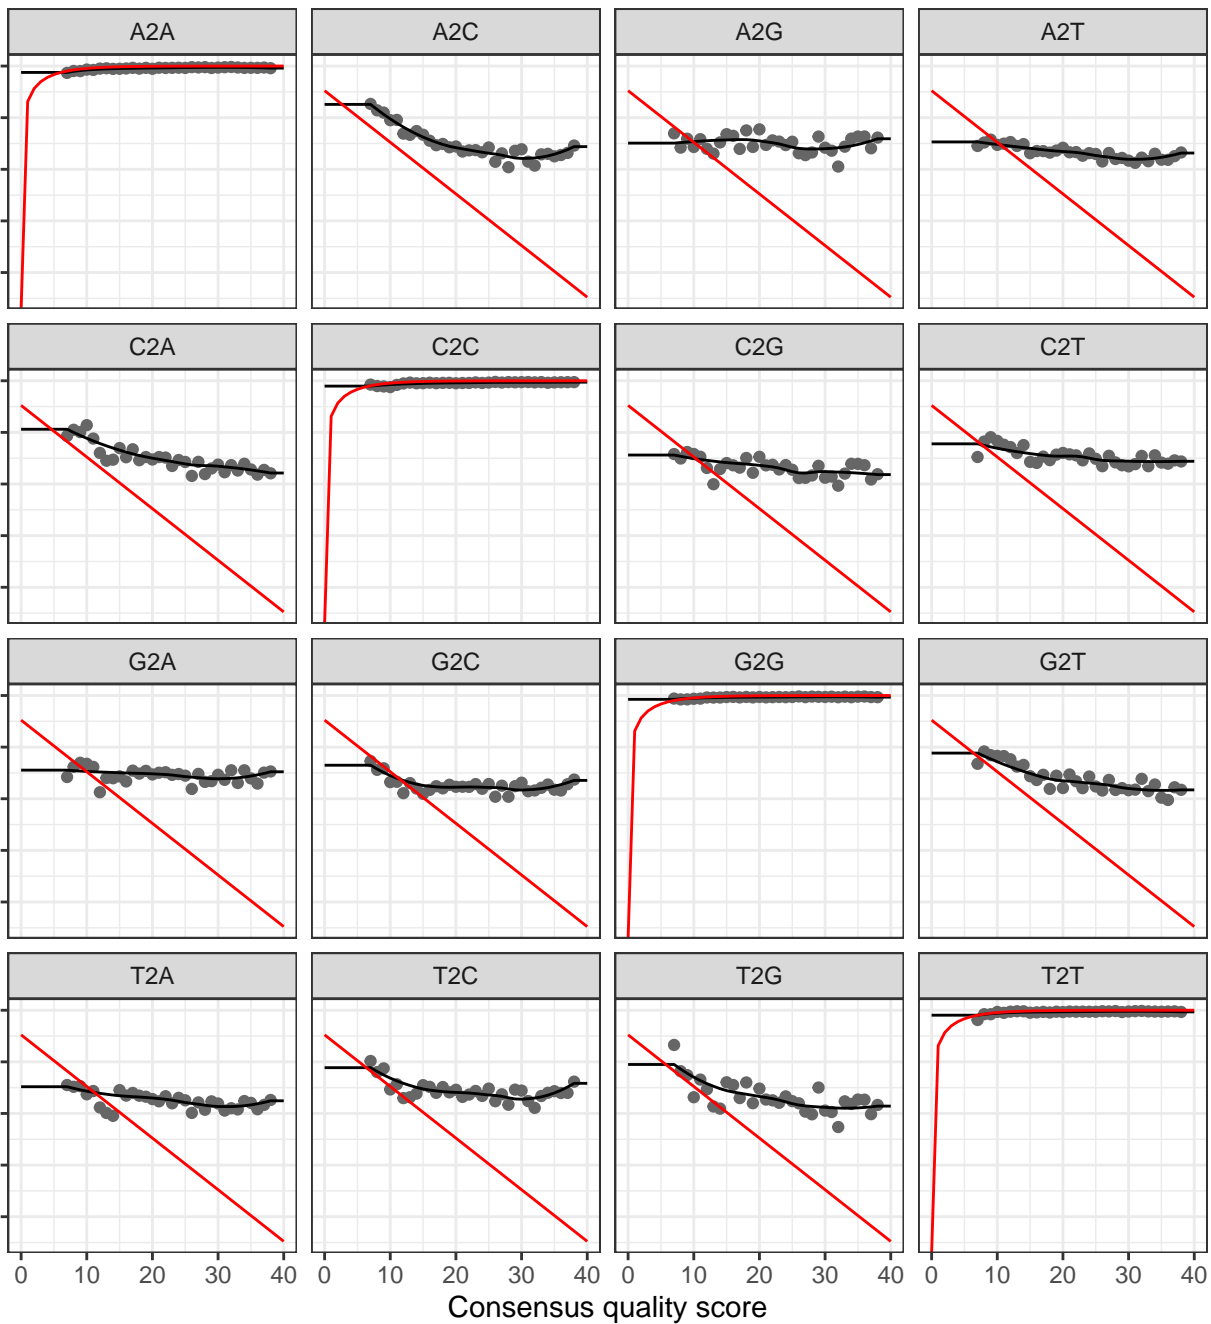 A2A A2C A2G A2T
C2A C2C C2G C2T
G2A G2C G2G G2T
T2A T2C T2G T2T
0 10 20 30 40 0 10 20 30 40 0 10 20 30 40 0 10 20 30 40
Consensus quality score